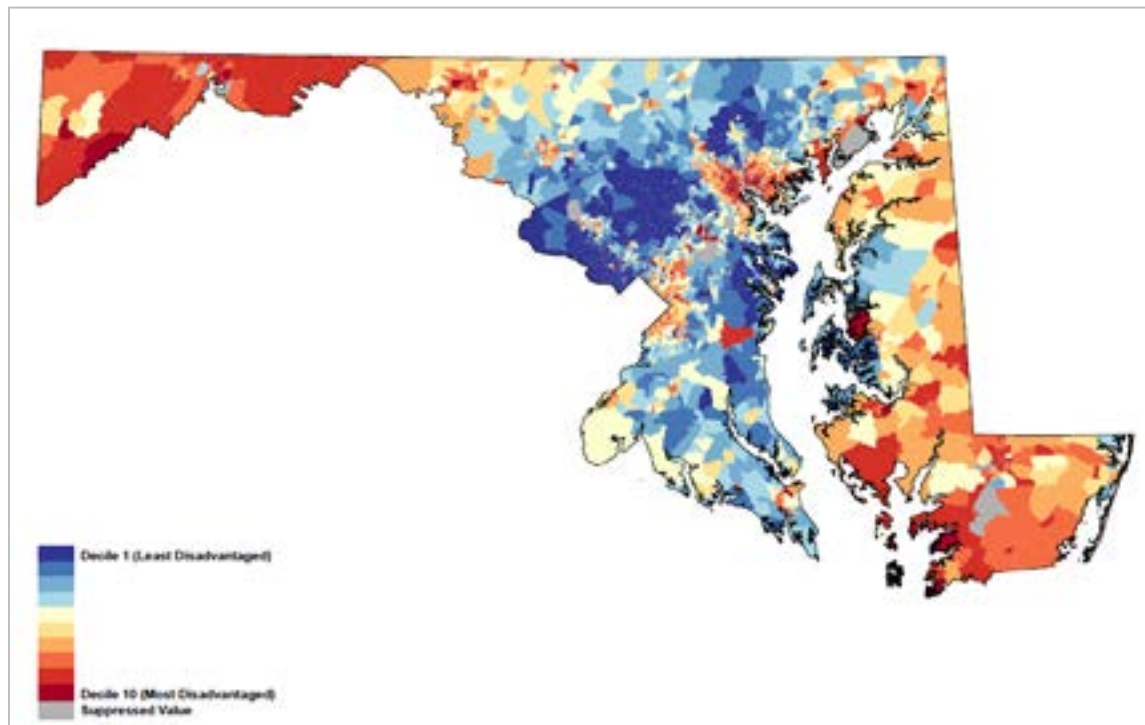 Decile 1 (Least Disadvantaged)
Decile 10 (Most Disadvantaged)
Suppressed Value